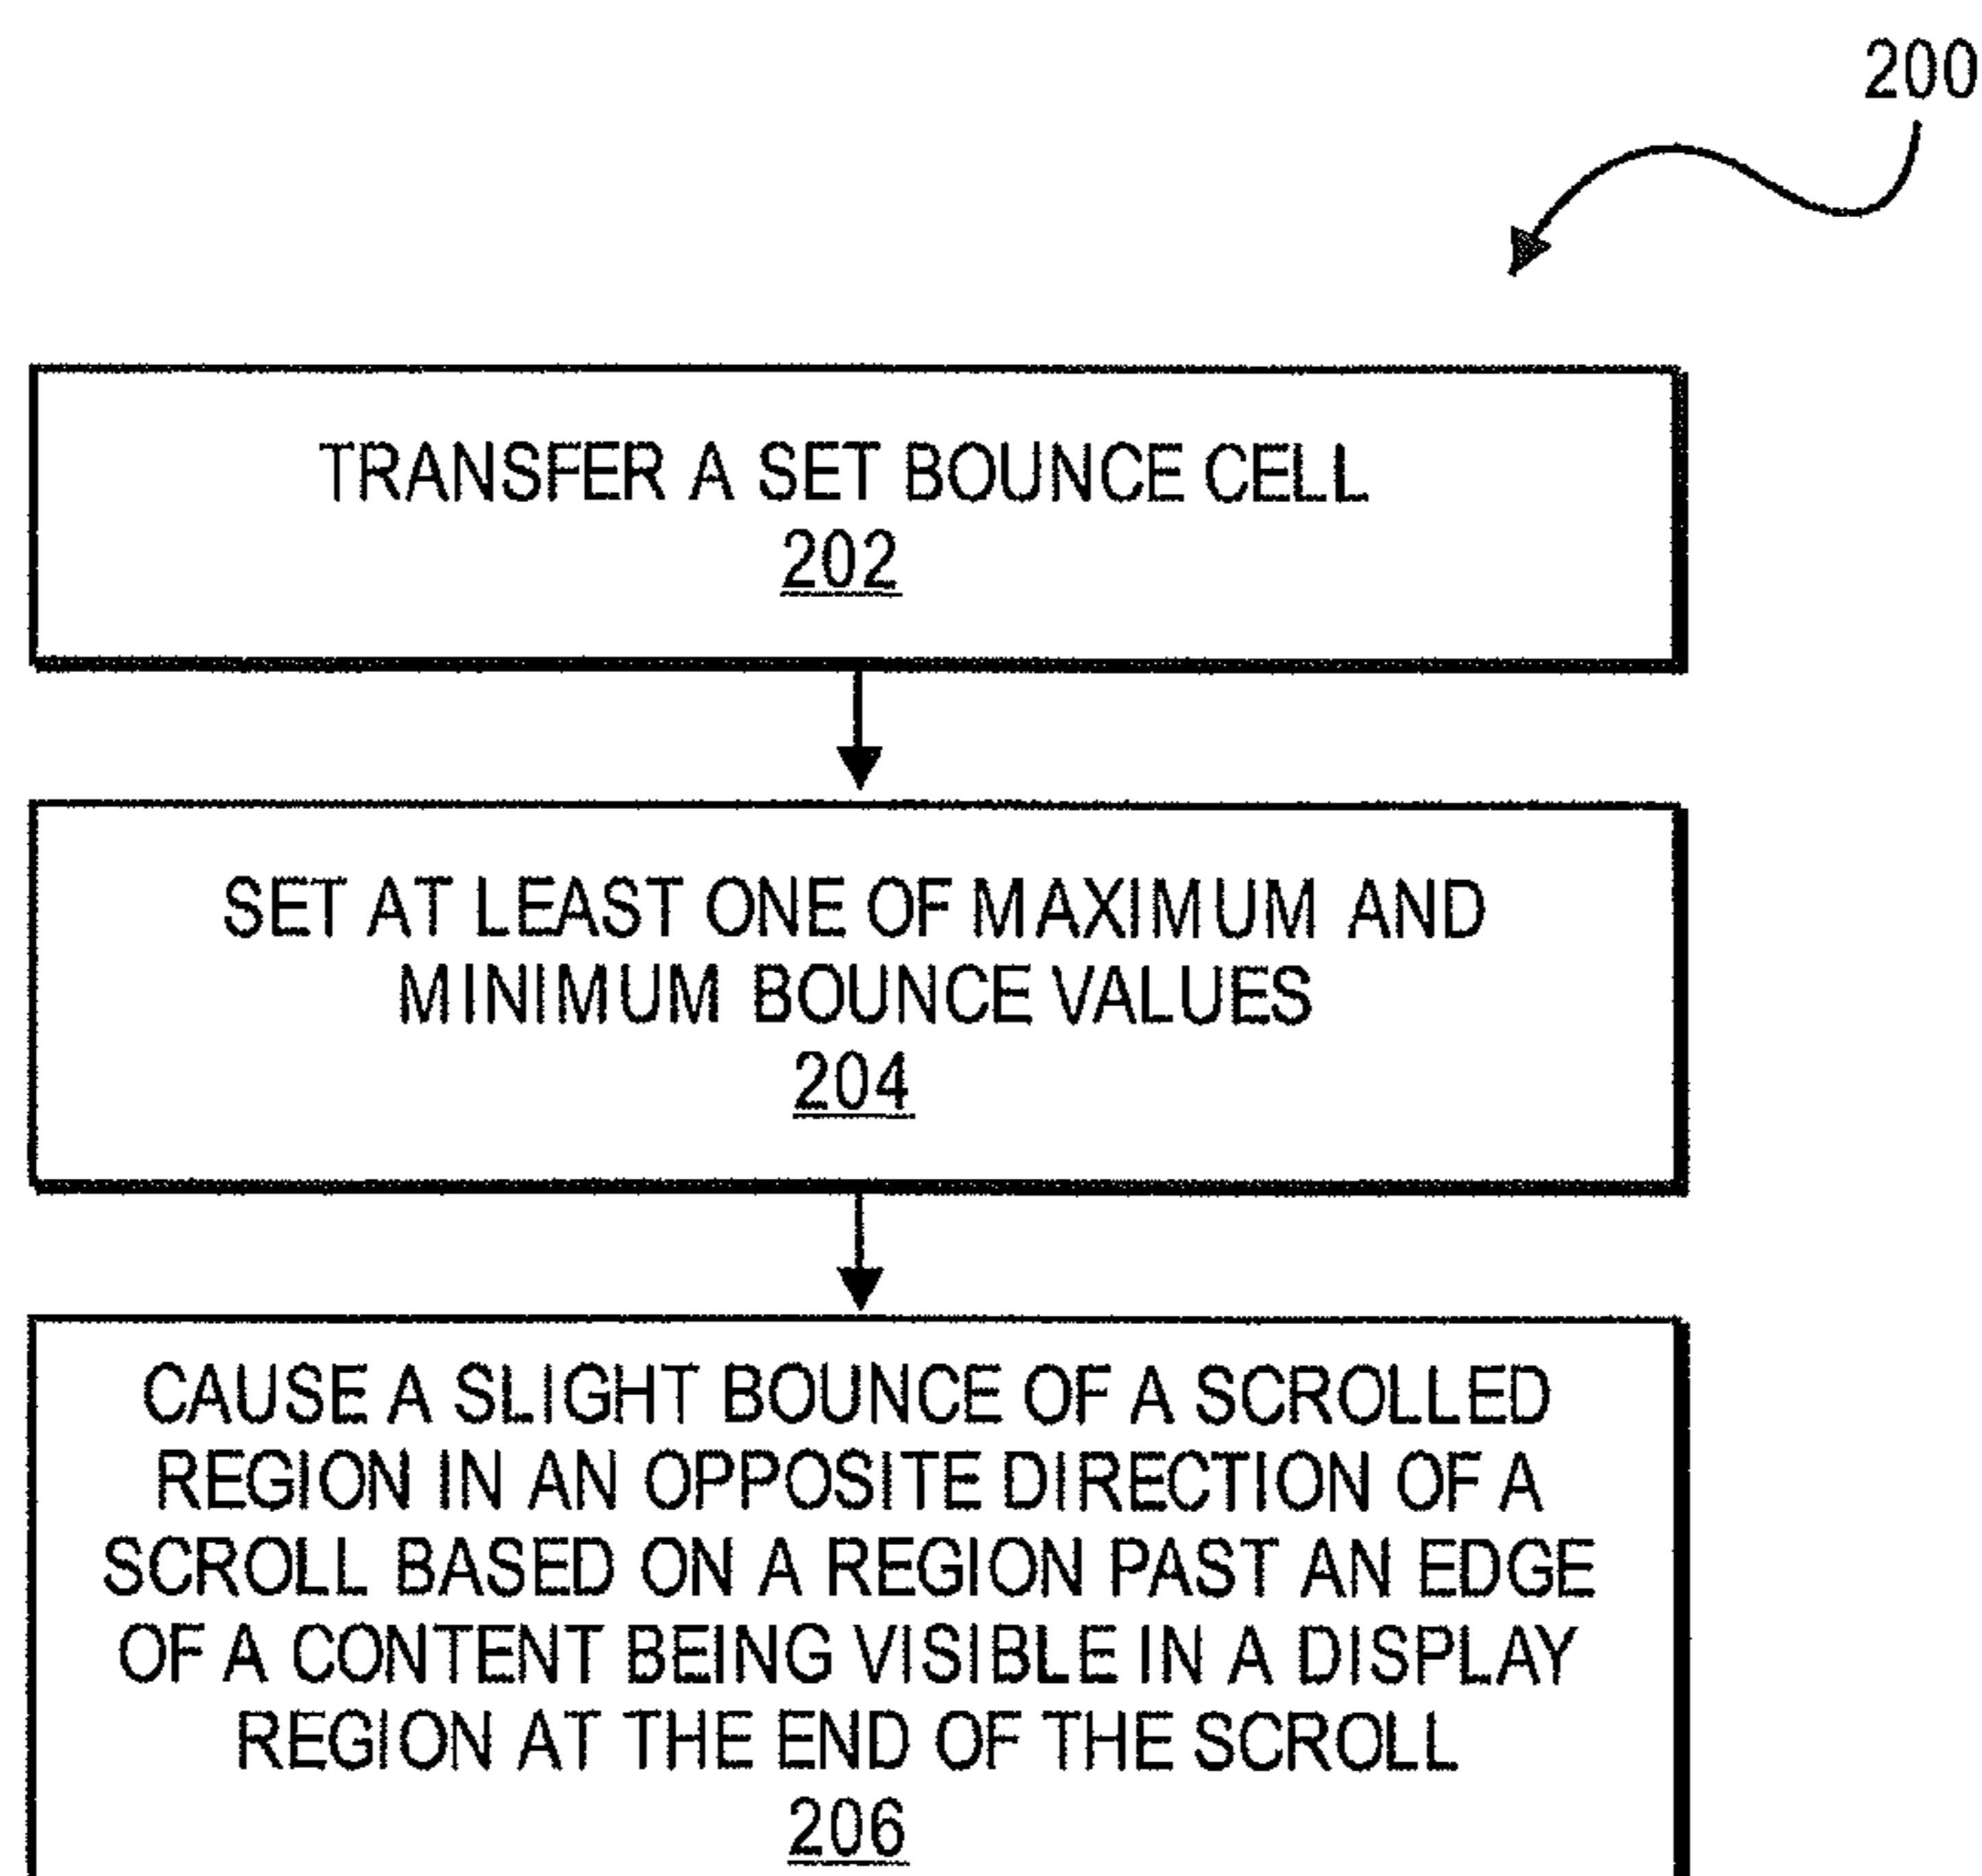 200
TRANSFER A SET BOUNCE CELL
202
SET AT LEAST ONE OF MAXIMUM AND
MINIMUM BOUNCE VALUES
204
CAUSE A SLIGHT BOUNCE OF A SCROLLED
REGION IN AN OPPOSITE DIRECTION OF A
SCROLL BASED ON A REGION PAST AN EDGE
OF A CONTENT BEING VISIBLE IN A DISPLAY
REGION AT THE END OF THE SCROLL
206